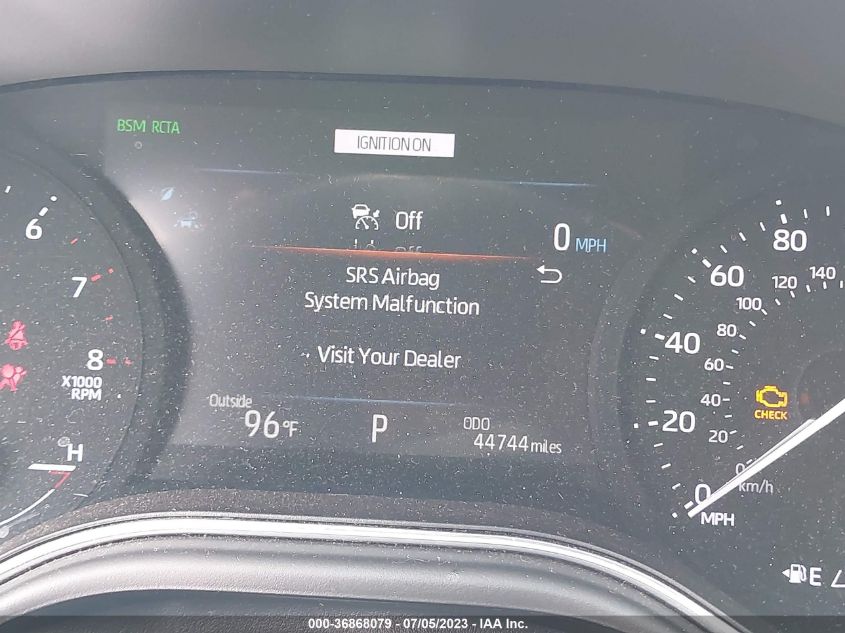 BSM RCTA
IGNITION ON
Off
0 MPH
SRS Airbag
System Malfunction
Visit Your Dealer
Outside
96°F
P
ODO
44744 miles
6
7
8
X1000
RPM
H
80
60
40
20
0
MPH
140
120
100
80
60
40
20
0
km/h
CHECK
E
000-36868079 - 07/05/2023 - IAA Inc.